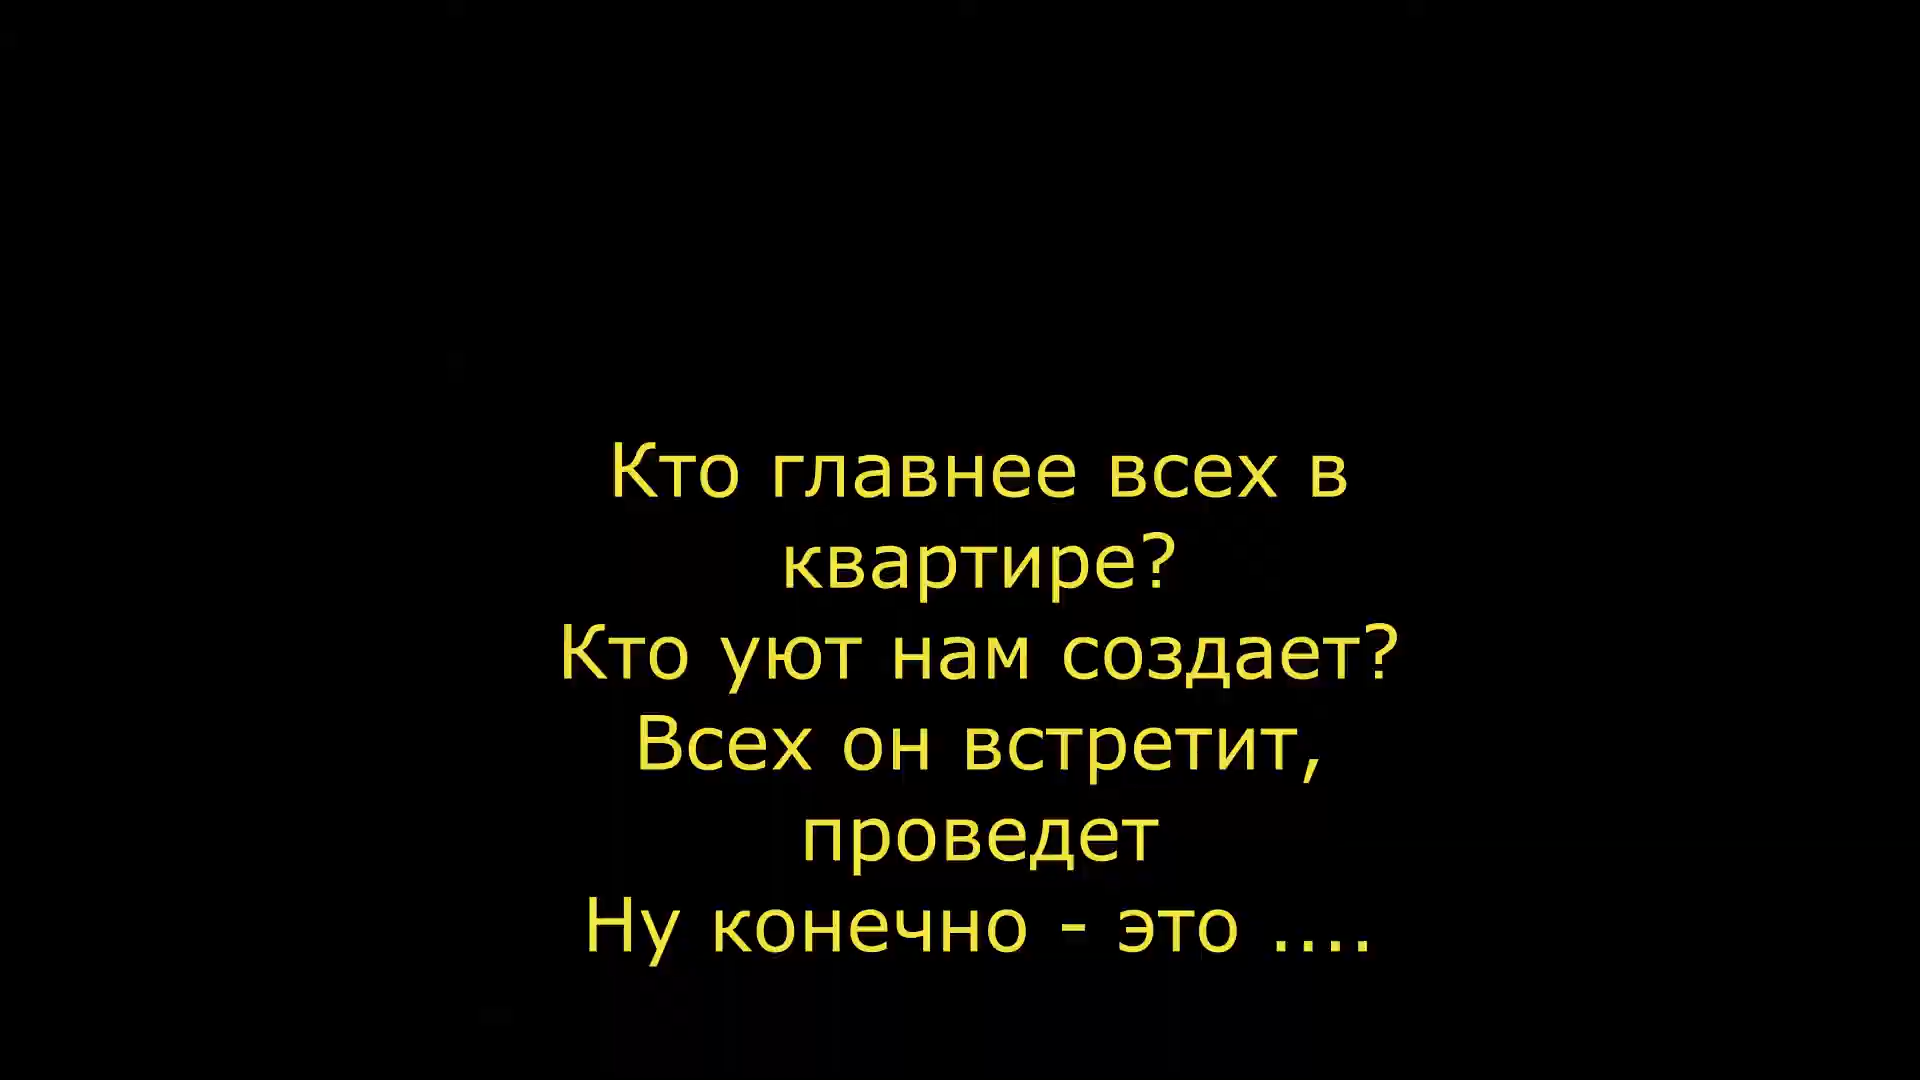 Кто главнее всех в
квартире?
Кто уют нам создает?
Всех он встретит,
проведет
Ну конечно - это ....